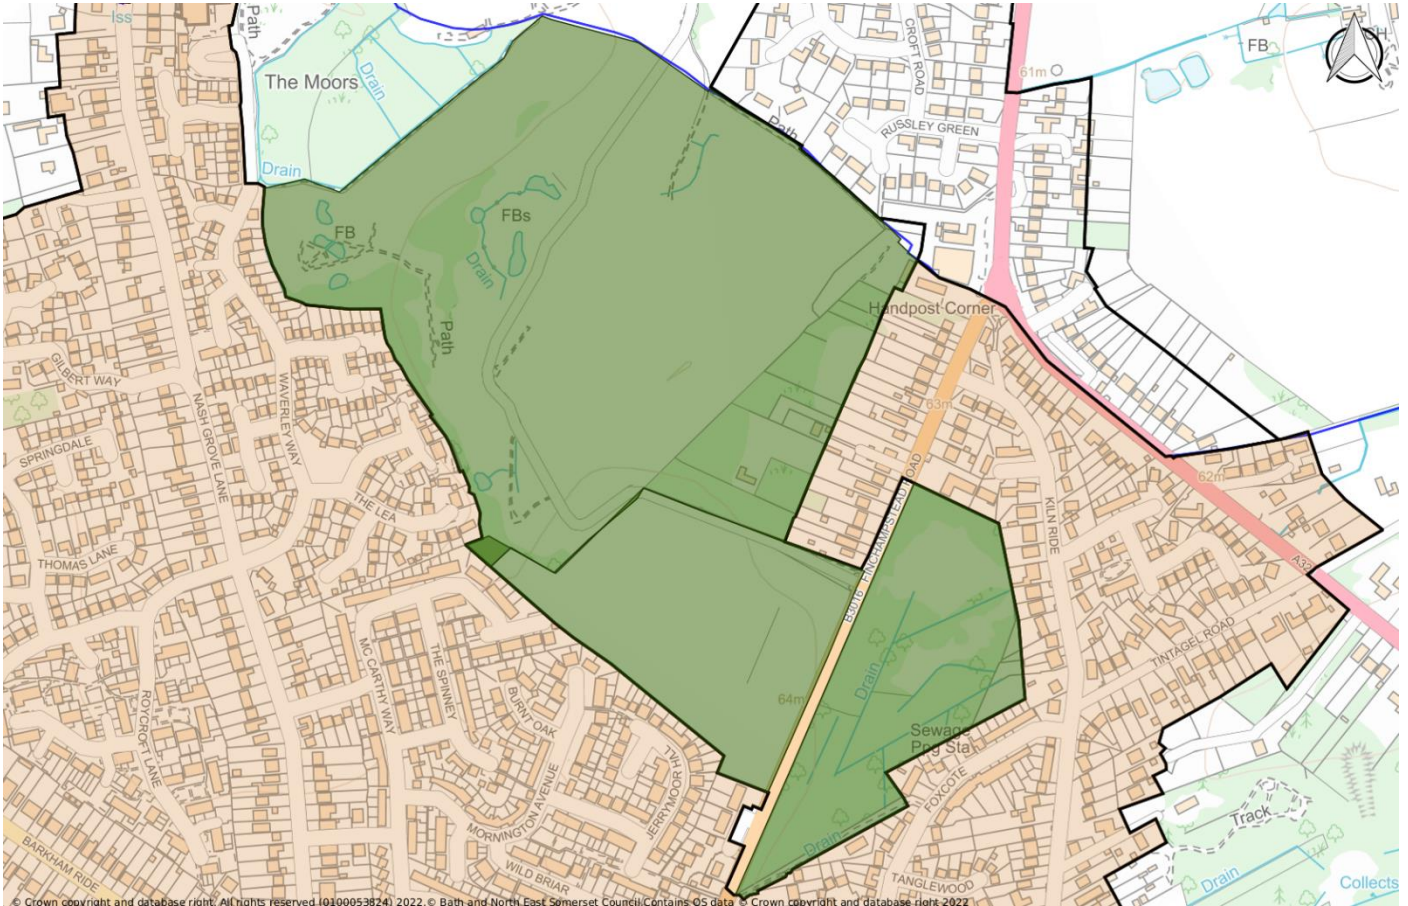 Iss
Path
The Moors
Drain
Drain
CROFT ROAD
61m
FB
Path
RUSSLEY GREEN
FB
FBs
Drain
Path
Handpost Corner
GILBERT WAY
WAVERLEY WAY
NASH GROVE LANE
63m
SPRINGDALE
THE LEA
THOMAS LANE
B3016 FINCHAMPSTEAD ROAD
KILN RIDE
62m
A32
TINTAGEL ROAD
MC CARTHY WAY
THE SPINNEY
BURNT OAK
64m
Drain
Sewage
Png Sta
ROYCROFT LANE
JERRYMOOR HILL
MORNINGTON AVENUE
FOXCOTE
Track
BARKHAM RIDE
WILD BRIAR
Drain
TANGLEWOOD
Drain
Collects
© Crown copyright and database right. All rights reserved (0100053824) 2022.© Bath and North East Somerset Council.Contains OS data © Crown copyright and database right 2022